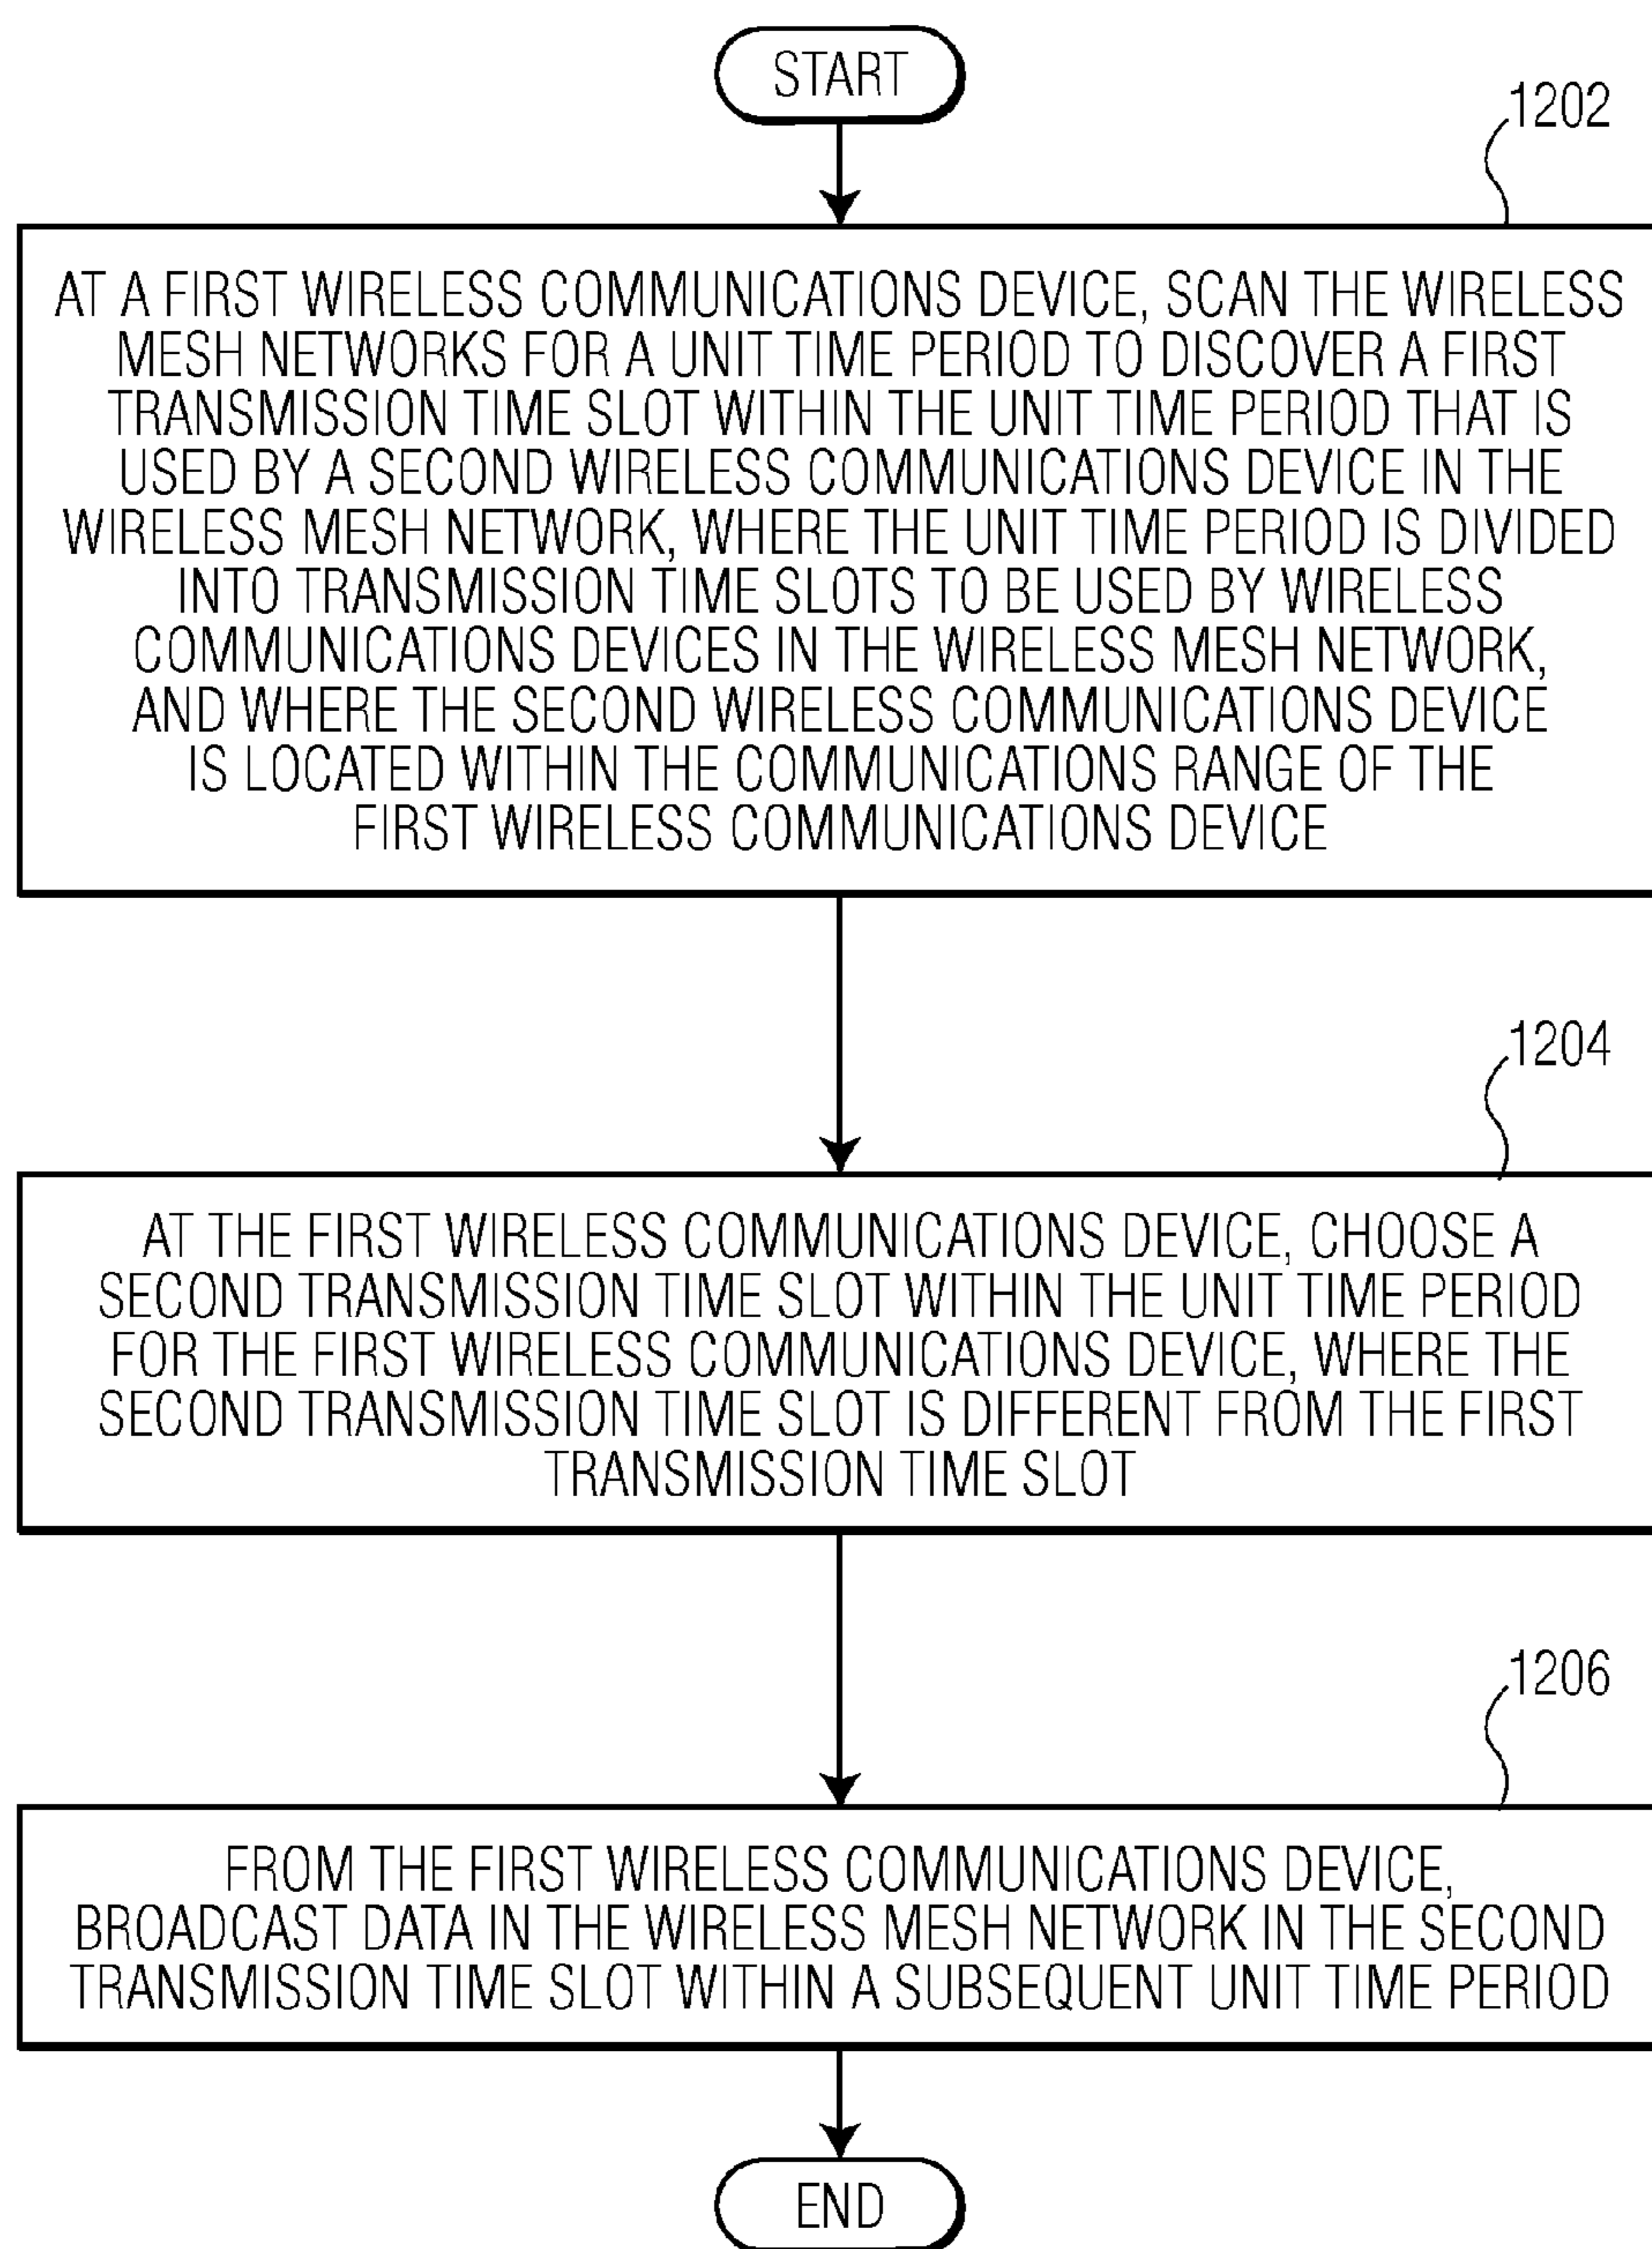 START
1202
AT A FIRST WIRELESS COMMUNICATIONS DEVICE, SCAN THE WIRELESS
MESH NETWORKS FOR A UNIT TIME PERIOD TO DISCOVER A FIRST
TRANSMISSION TIME SLOT WITHIN THE UNIT TIME PERIOD THAT IS
USED BY A SECOND WIRELESS COMMUNICATIONS DEVICE IN THE
WIRELESS MESH NETWORK, WHERE THE UNIT TIME PERIOD IS DIVIDED
INTO TRANSMISSION TIME SLOTS TO BE USED BY WIRELESS
COMMUNICATIONS DEVICES IN THE WIRELESS MESH NETWORK,
AND WHERE THE SECOND WIRELESS COMMUNICATIONS DEVICE
IS LOCATED WITHIN THE COMMUNICATIONS RANGE OF THE
FIRST WIRELESS COMMUNICATIONS DEVICE
1204
AT THE FIRST WIRELESS COMMUNICATIONS DEVICE, CHOOSE A
SECOND TRANSMISSION TIME SLOT WITHIN THE UNIT TIME PERIOD
FOR THE FIRST WIRELESS COMMUNICATIONS DEVICE, WHERE THE
SECOND TRANSMISSION TIME SLOT IS DIFFERENT FROM THE FIRST
TRANSMISSION TIME SLOT
1206
FROM THE FIRST WIRELESS COMMUNICATIONS DEVICE,
BROADCAST DATA IN THE WIRELESS MESH NETWORK IN THE SECOND
TRANSMISSION TIME SLOT WITHIN A SUBSEQUENT UNIT TIME PERIOD
END